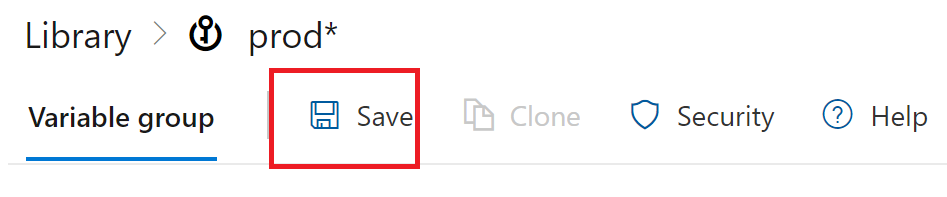 Library > prod*
Variable group Save Clone Security Help